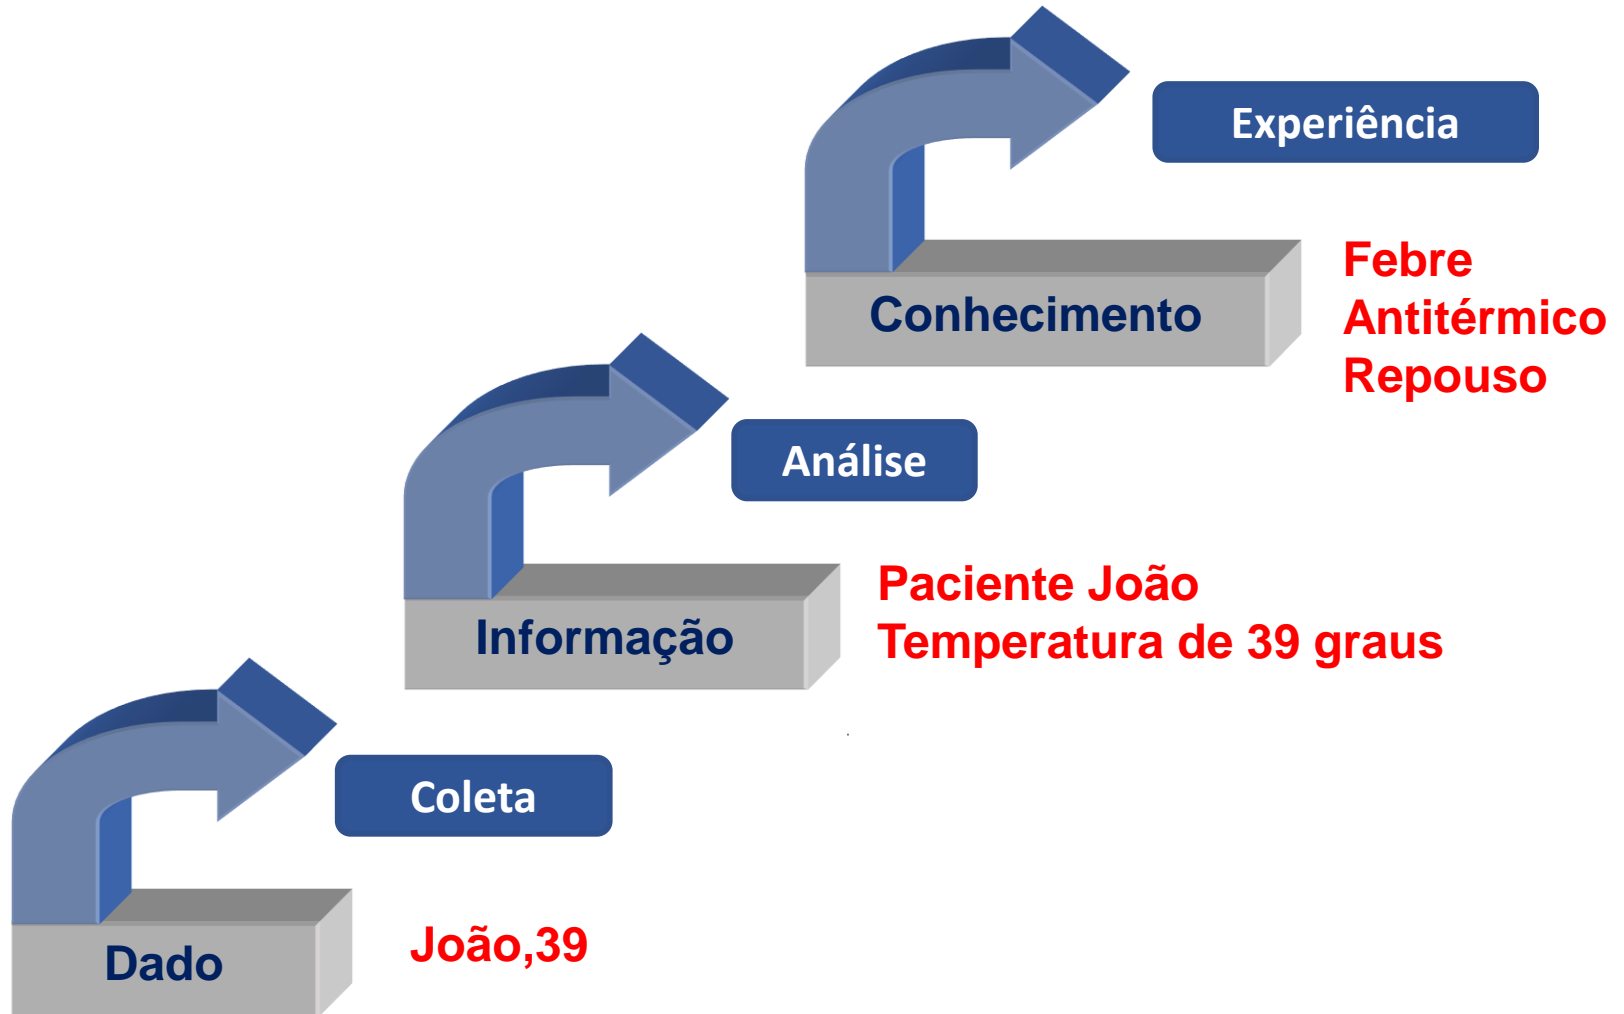 Experiência
Conhecimento
Febre
Antitérmico
Repouso
Análise
Informação
Paciente João
Temperatura de 39 graus
Coleta
Dado
João,39